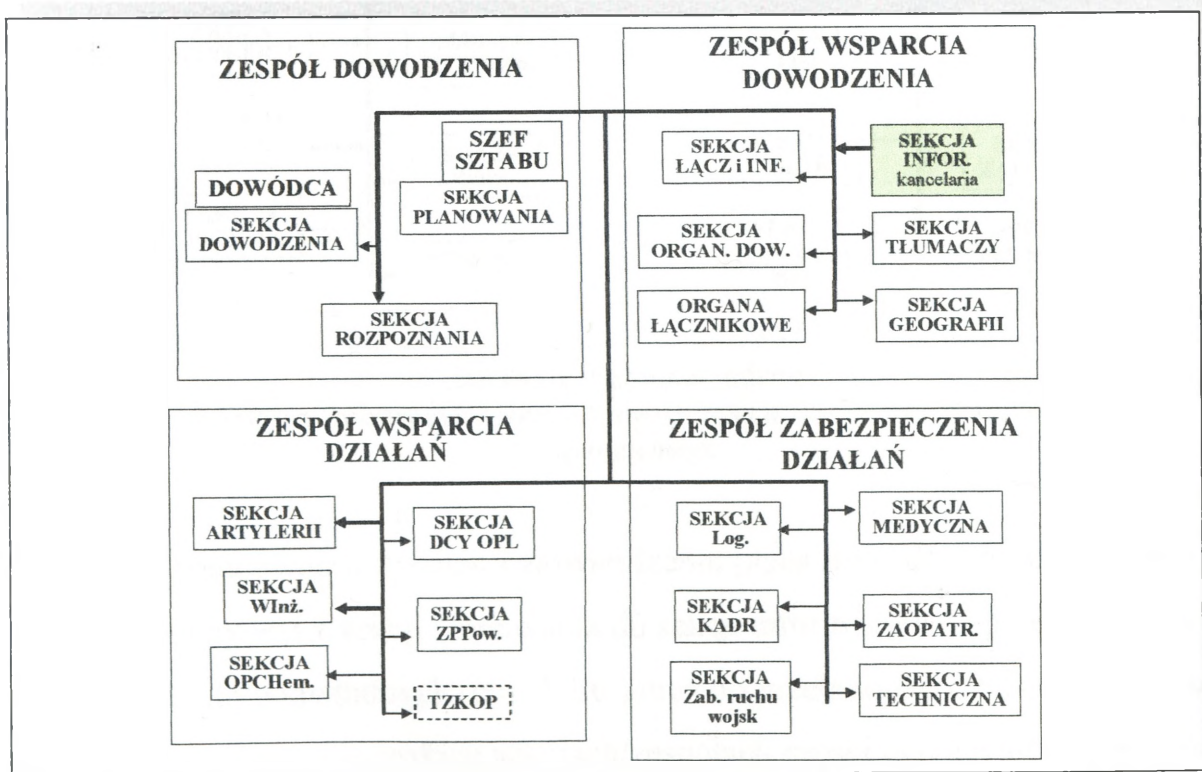 ZESPÓŁ DOWODZENIA
SZEF
SZTABU
DOWÓDCA
SEKCJA
PLANOWANIA
SEKCJA
DOWODZENIA
SEKCJA
ROZPOZNANIA
ZESPÓŁ WSPARCIA
DOWODZENIA
SEKCJA
ŁĄCZ i INF.
SEKCJA
INFOR.
kancelaria
SEKCJA
ORGAN. DOW.
SEKCJA
TŁUMACZY
ORGANA
ŁĄCZNIKOWE
SEKCJA
GEOGRAFII
ZESPÓŁ WSPARCIA
DZIAŁAŃ
SEKCJA
ARTYLERII
SEKCJA
DCY OPL
SEKCJA
WInż.
SEKCJA
ZPPow.
SEKCJA
OPCHem.
TZKOP
ZESPÓŁ ZABEZPIECZENIA
DZIAŁAŃ
SEKCJA
Log.
SEKCJA
MEDYCZNA
SEKCJA
KADR
SEKCJA
ZAOPATR.
SEKCJA
Zab. ruchu
wojsk
SEKCJA
TECHNICZNA